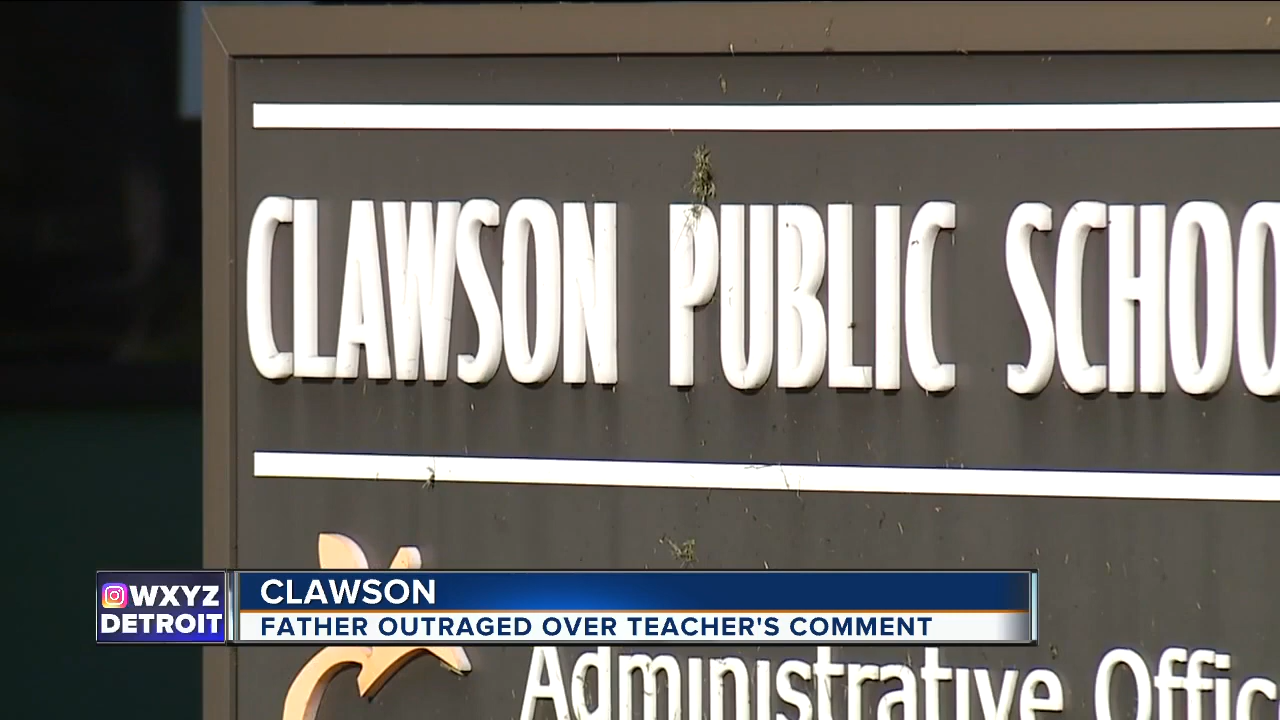 CLAWSON PUBLIC SCHOO
WXYZ
DETROIT
CLAWSON
FATHER OUTRAGED OVER TEACHER'S COMMENT
Administrative Offic